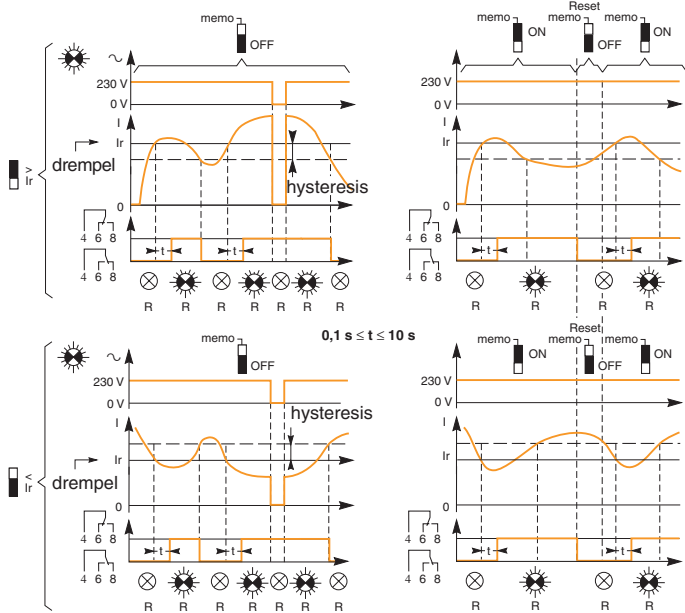 memo OFF
230 V
0 V
I
Ir
drempel
hysteresis
0
> Ir
4 6 8
4 6 8
t t
R R R R R R
Reset
memo ON memo OFF memo ON
230 V
0 V
I
Ir
0
4 6 8
4 6 8
t t
R R R R
0,1 s ≤ t ≤ 10 s
memo OFF
230 V
0 V
I
hysteresis
Ir
drempel
0
< Ir
4 6 8
4 6 8
t t
R R R R R R
Reset
memo ON memo OFF memo ON
230 V
0 V
I
Ir
0
4 6 8
4 6 8
t t
R R R R